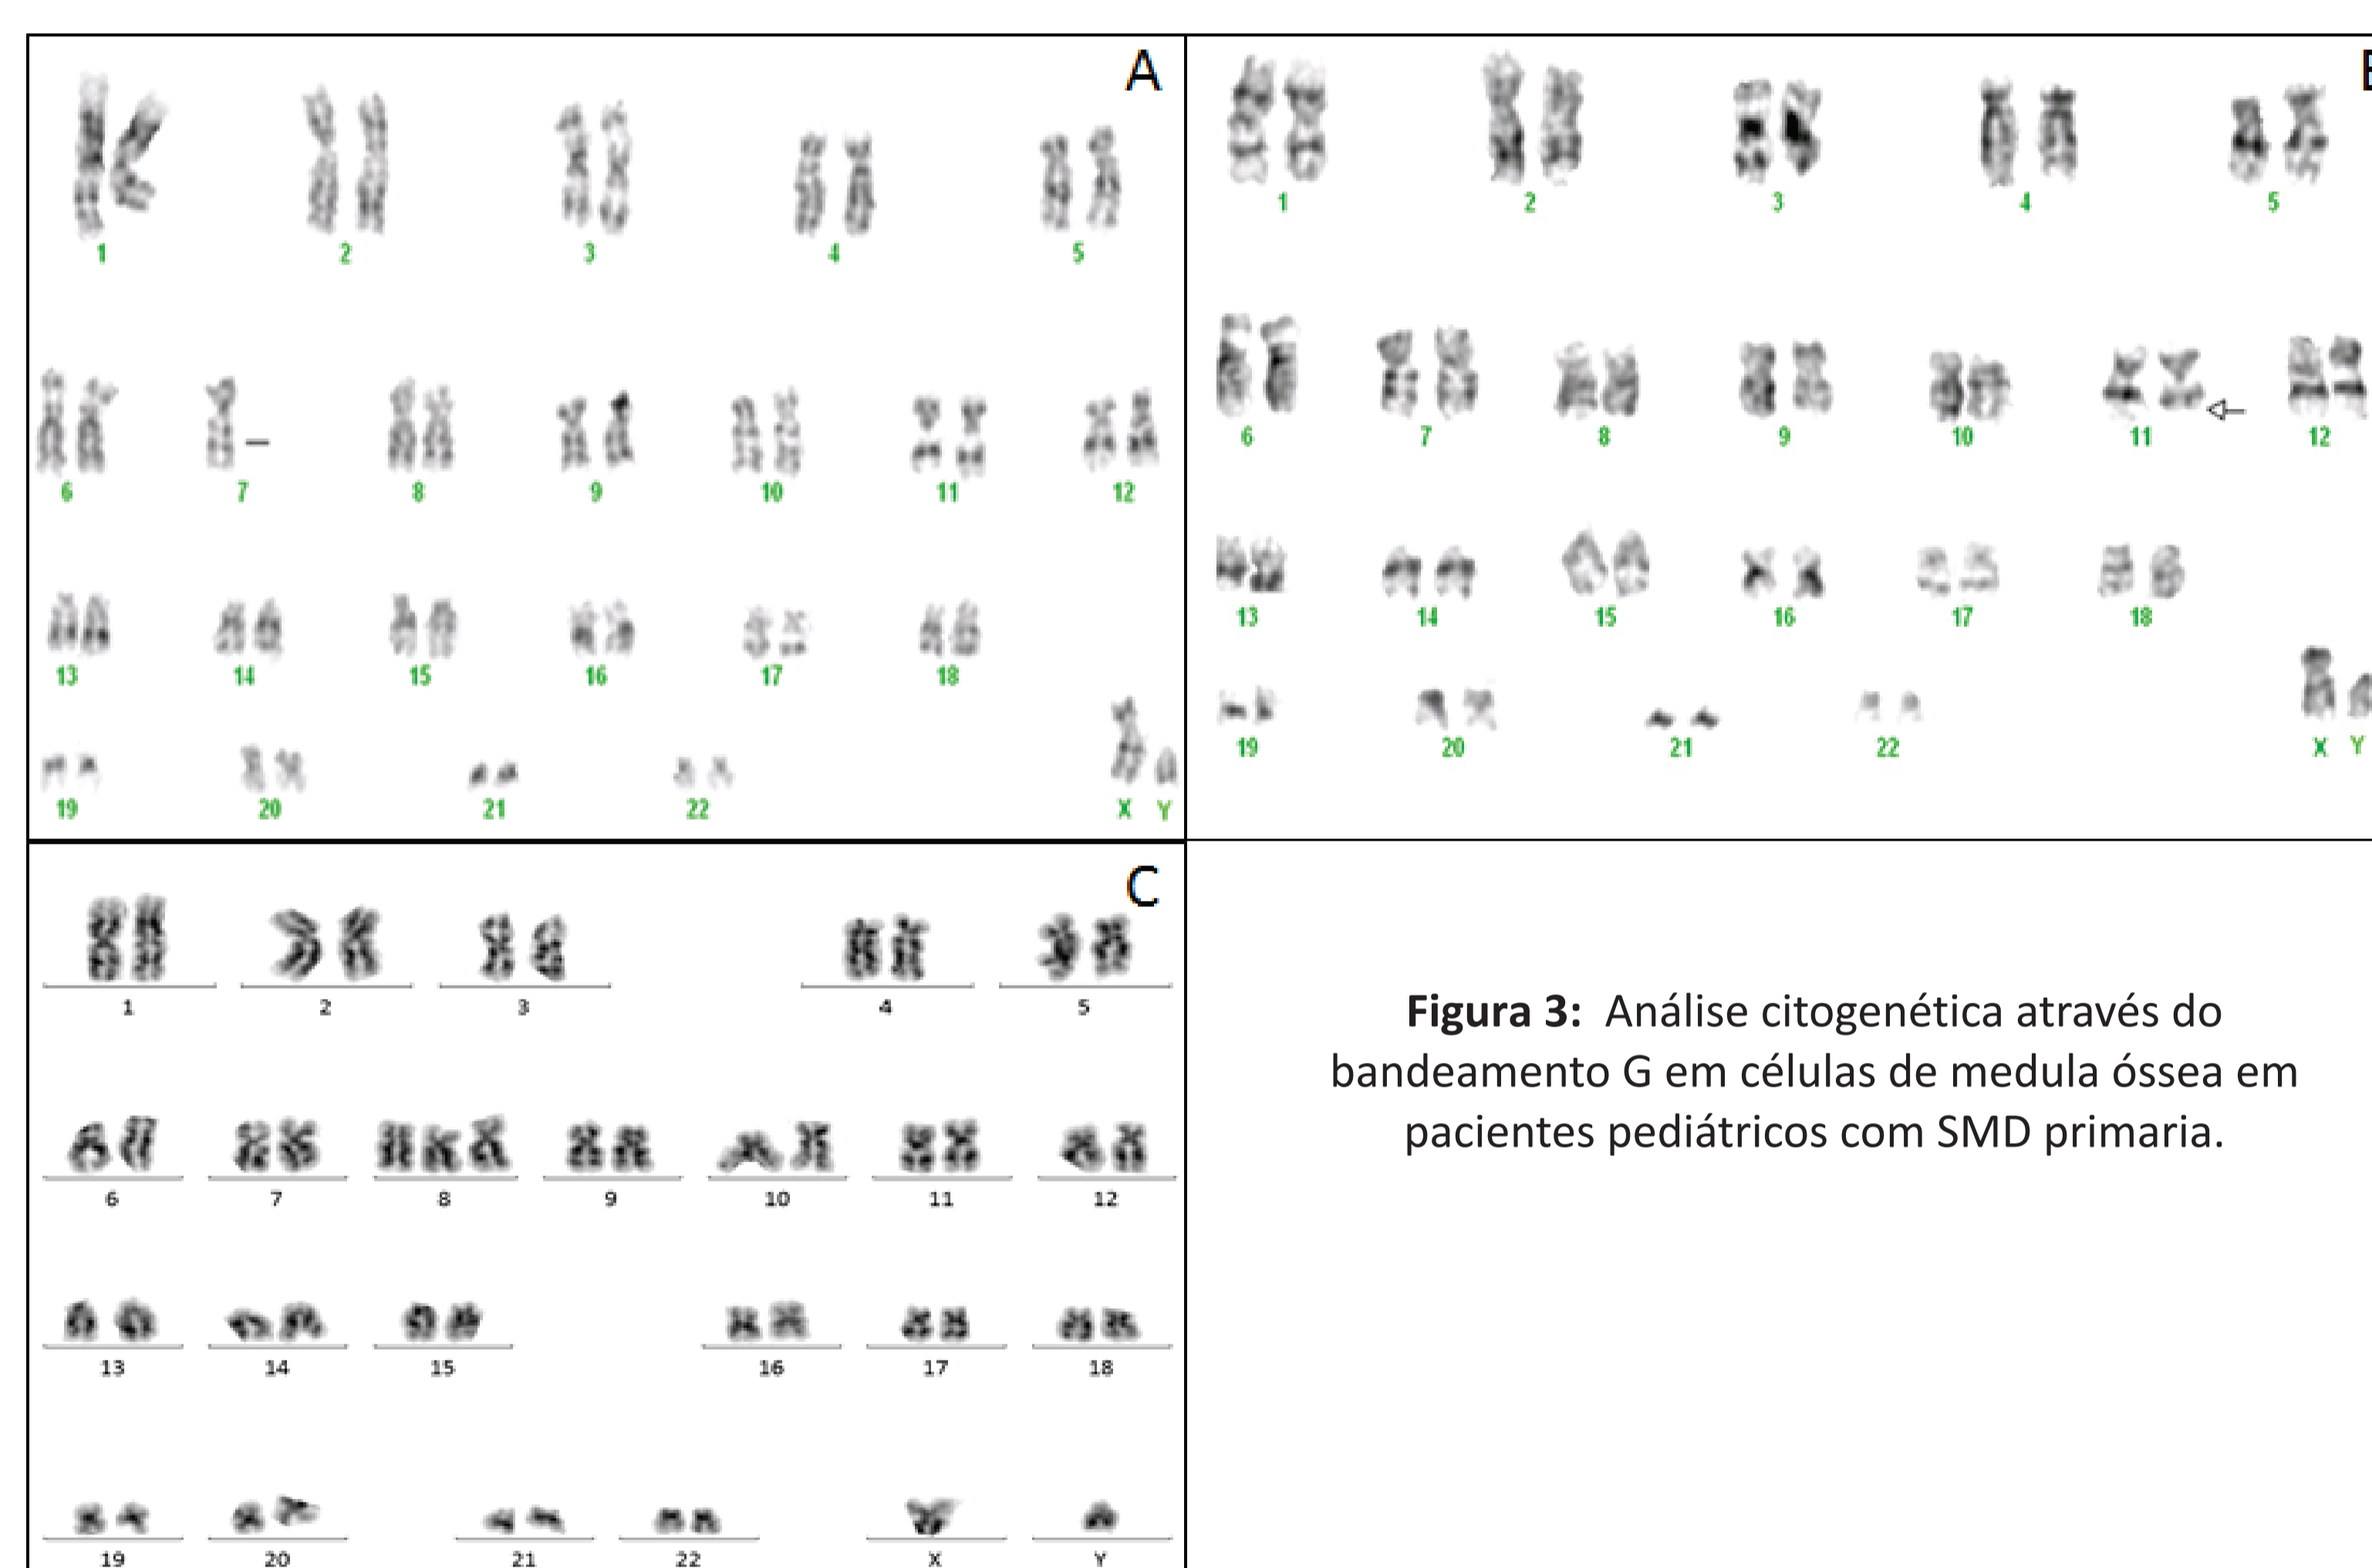 A
1 2 3 4 5
6 7 8 9 10 11 12
13 14 15 16 17 18
19 20 21 22 X Y
1 2 3 4 5
6 7 8 9 10 11 12
13 14 15 16 17 18
19 20 21 22 X Y
C
1 2 3 4 5
6 7 8 9 10 11 12
13 14 15 16 17 18
19 20 21 22 X Y
Figura 3: Análise citogenética através do
bandeamento G em células de medula óssea em
pacientes pediátricos com SMD primaria.